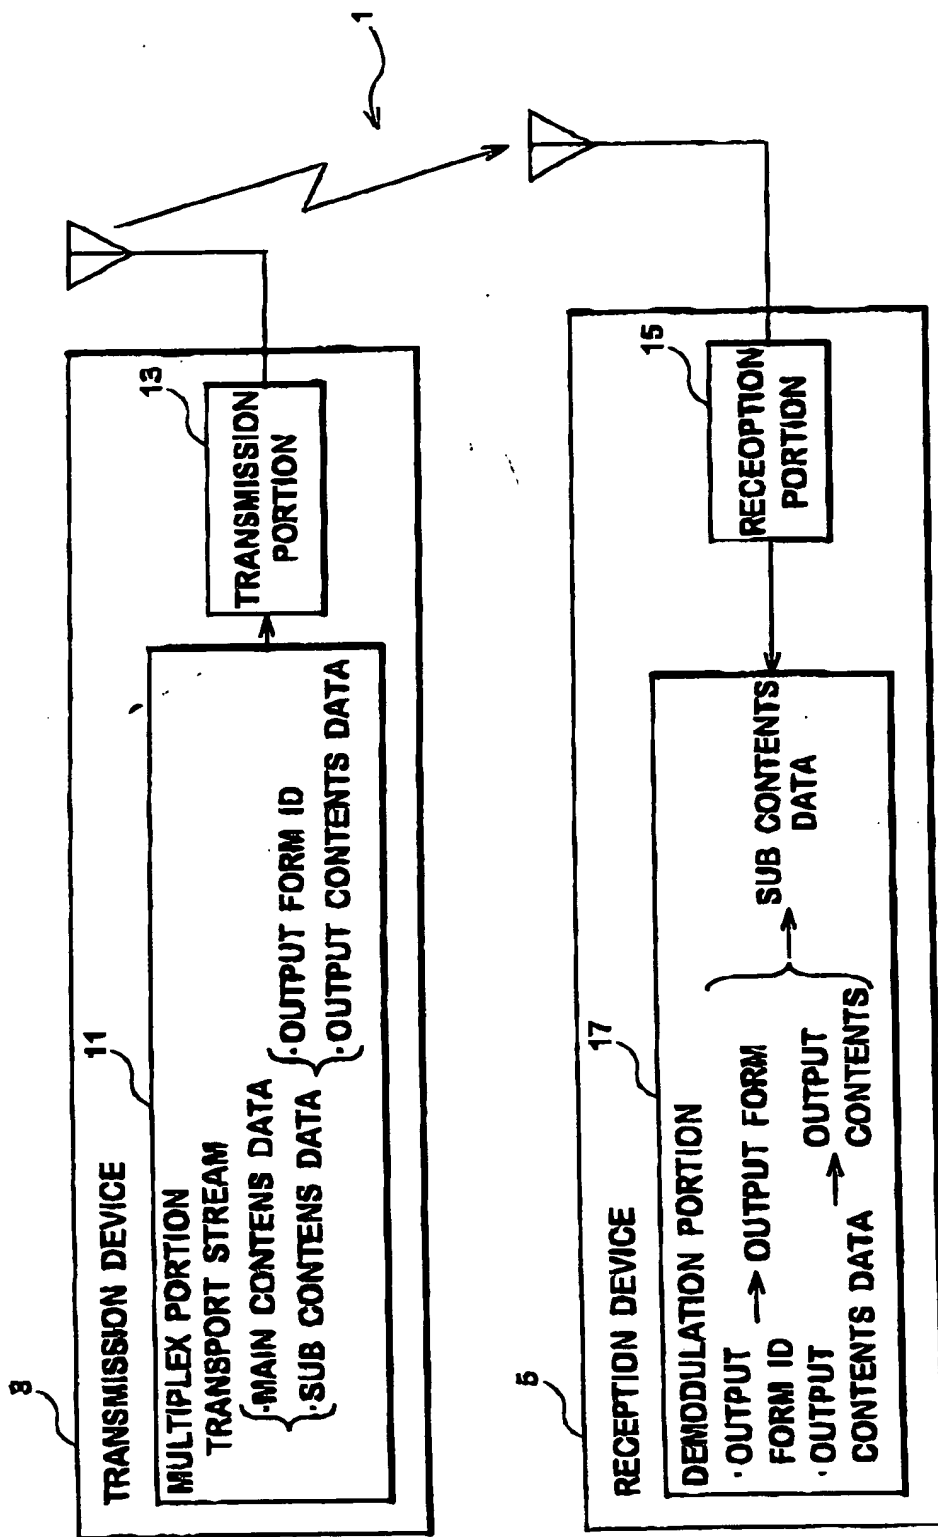 1
3
TRANSMISSION DEVICE
11
MULTIPLEX PORTION
TRANSPORT STREAM
·MAIN CONTENS DATA
·SUB CONTENS DATA
·OUTPUT FORM ID
·OUTPUT CONTENTS DATA
13
TRANSMISSION
PORTION
5
RECEPTION DEVICE
17
DEMODULATION PORTION
·OUTPUT
FORM ID
OUTPUT FORM
·OUTPUT
CONTENTS DATA
OUTPUT
CONTENTS
SUB CONTENTS
DATA
15
RECEOPTION
PORTION